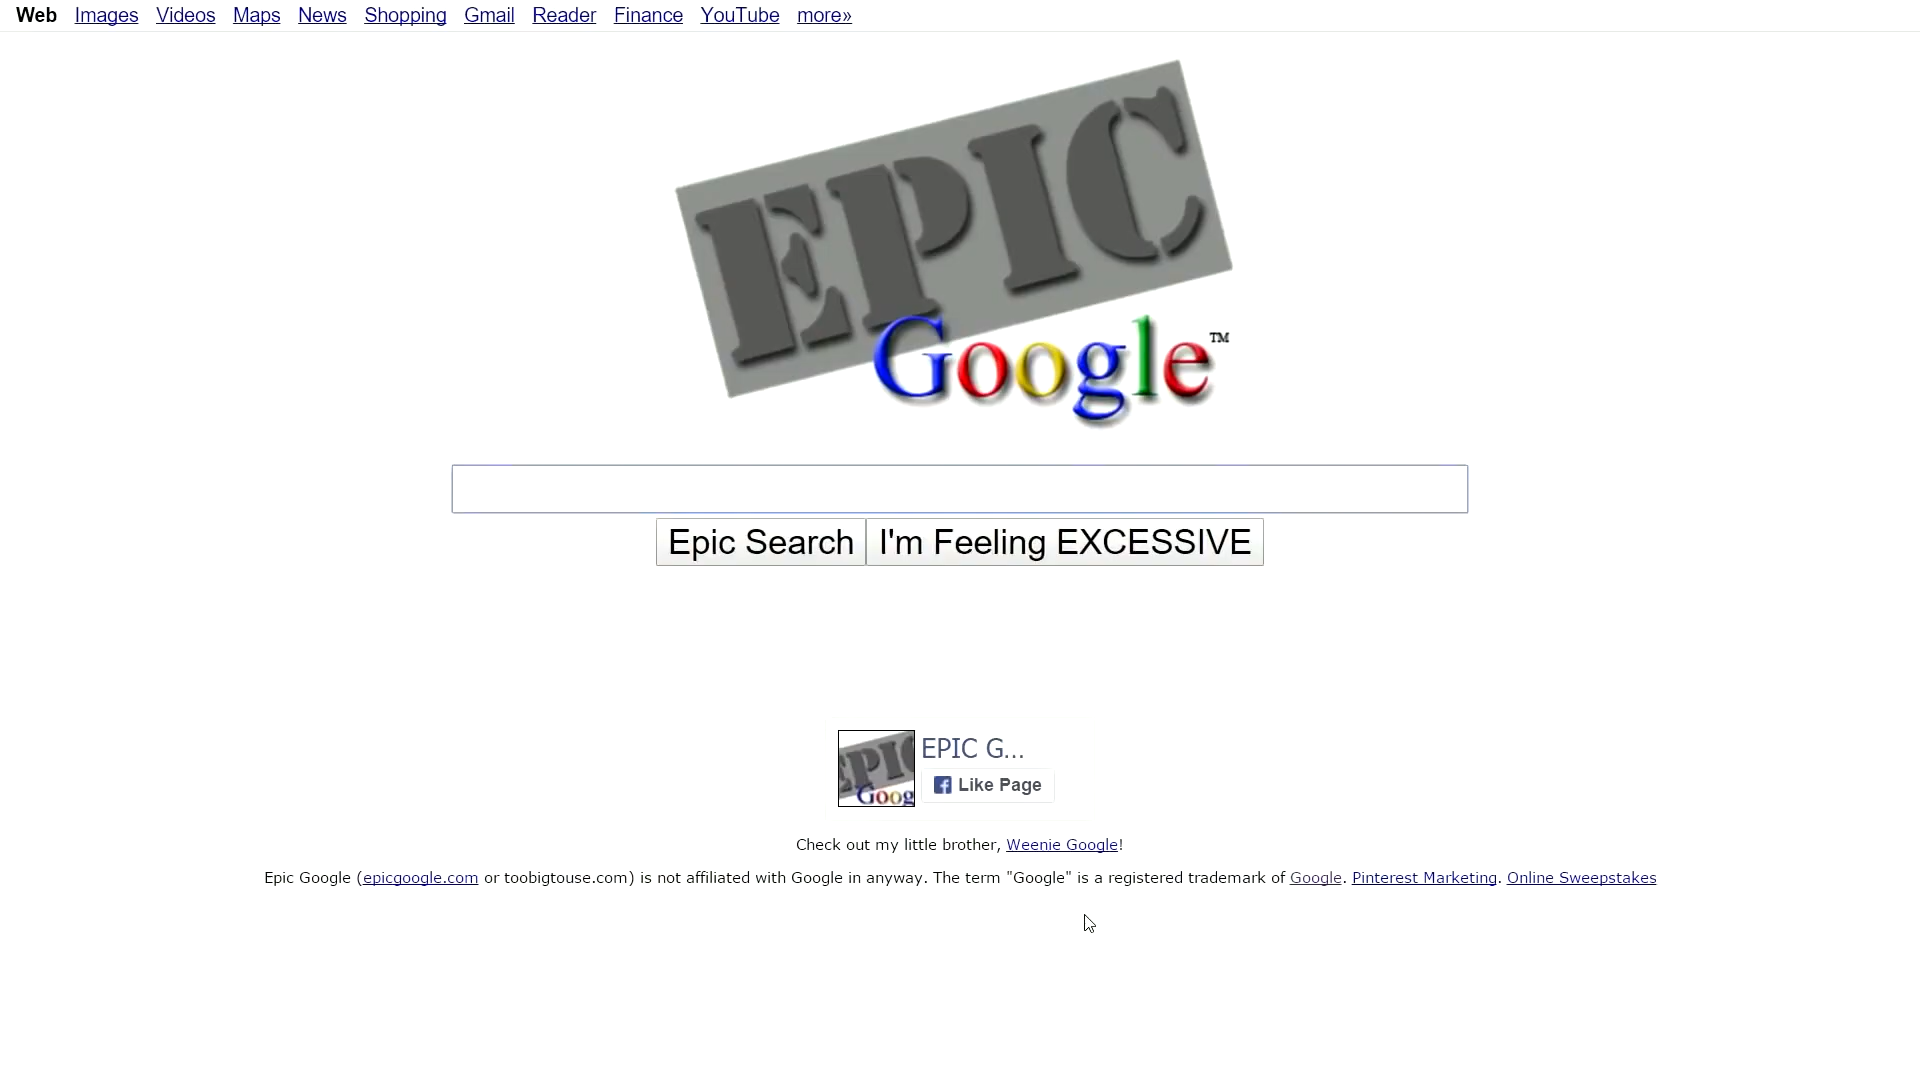 Web Images Videos Maps News Shopping Gmail Reader Finance YouTube more»
EPIC
Google™
Epic Search I'm Feeling EXCESSIVE
EPIC
Goog
EPIC G...
Like Page
Check out my little brother, Weenie Google!
Epic Google (epicgoogle.com or toobigtouse.com) is not affiliated with Google in anyway. The term "Google" is a registered trademark of Google. Pinterest Marketing. Online Sweepstakes